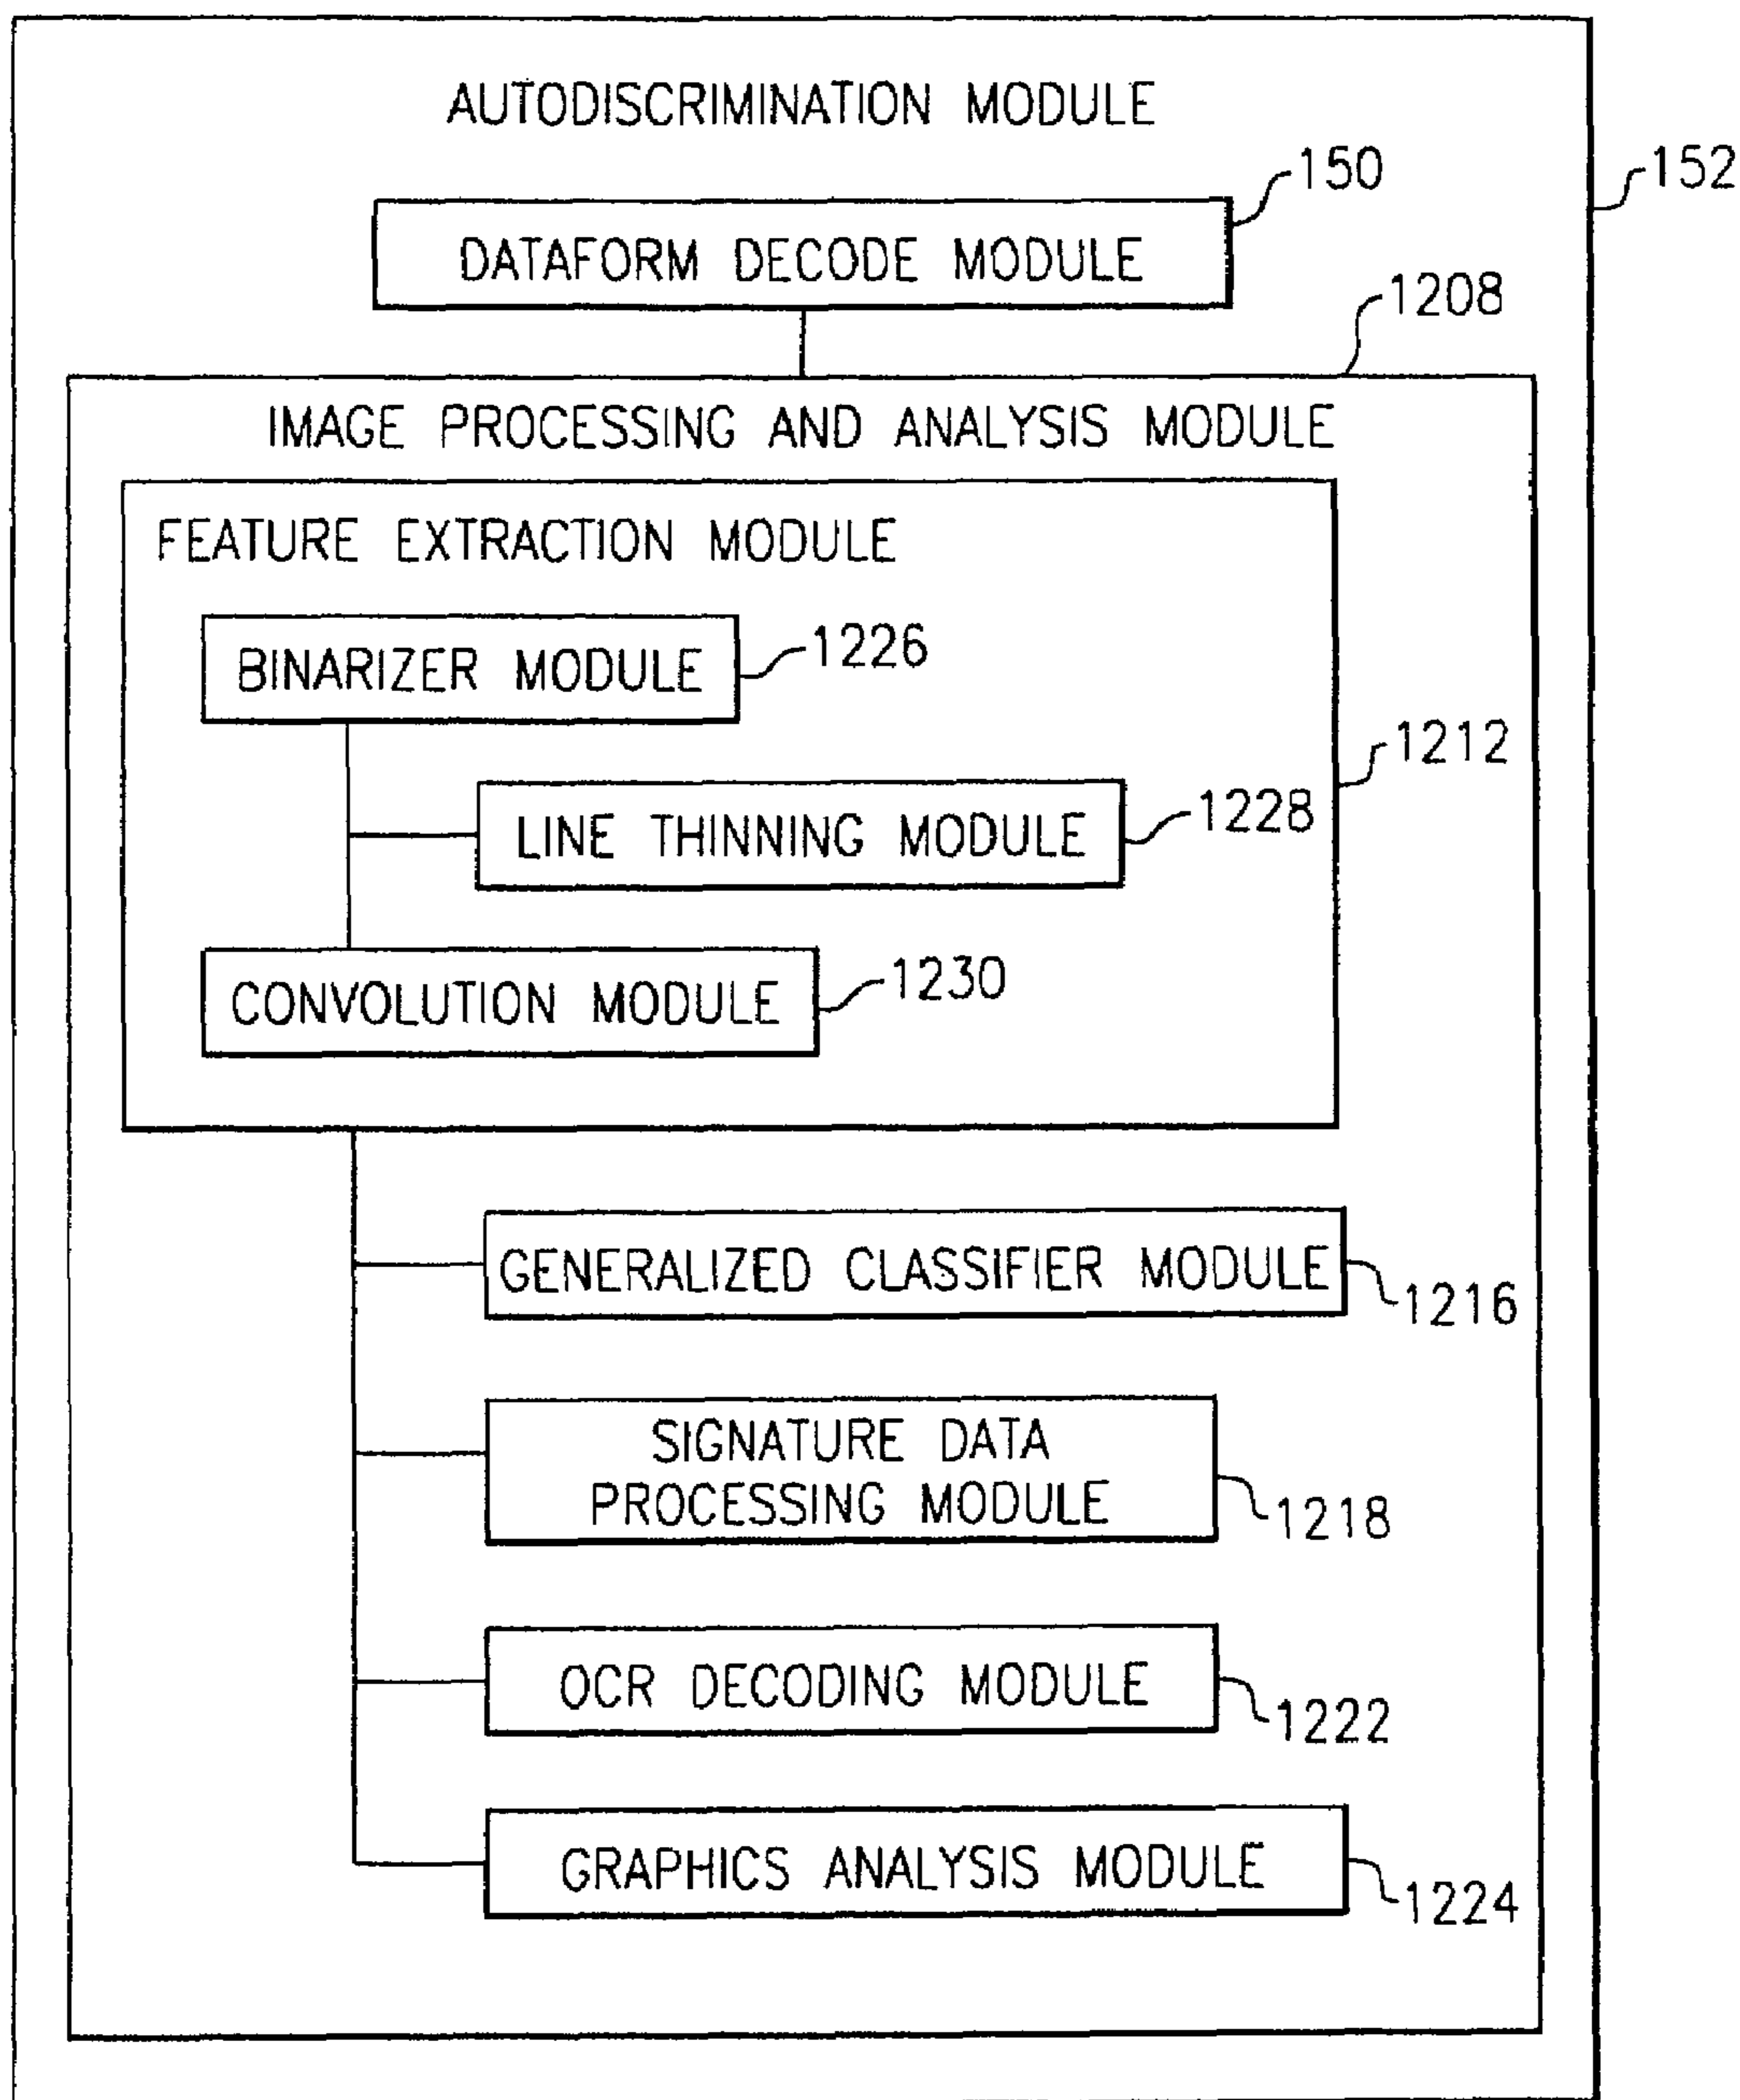 AUTODISCRIMINATION MODULE
150
152
DATAFORM DECODE MODULE
1208
IMAGE PROCESSING AND ANALYSIS MODULE
FEATURE EXTRACTION MODULE
BINARIZER MODULE
1226
1212
LINE THINNING MODULE
1228
CONVOLUTION MODULE
1230
GENERALIZED CLASSIFIER MODULE
1216
SIGNATURE DATA
PROCESSING MODULE
1218
OCR DECODING MODULE
1222
GRAPHICS ANALYSIS MODULE
1224